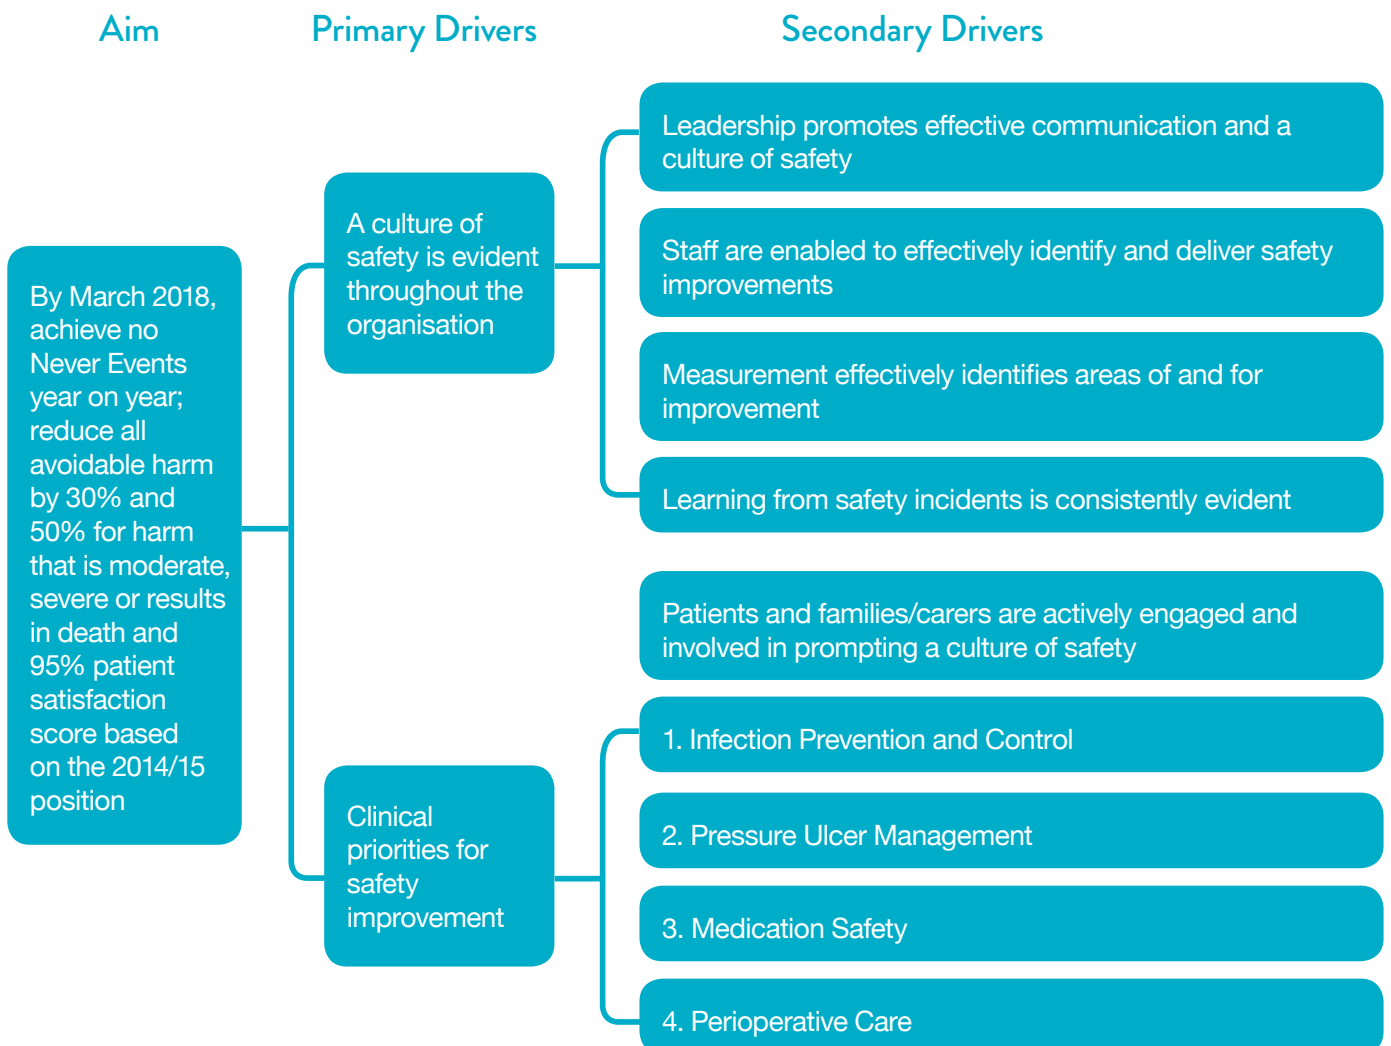 Aim
Primary Drivers
Secondary Drivers
By March 2018,
achieve no
Never Events
year on year;
reduce all
avoidable harm
by 30% and
50% for harm
that is moderate,
severe or results
in death and
95% patient
satisfaction
score based
on the 2014/15
position
A culture of
safety is evident
throughout the
organisation
Leadership promotes effective communication and a
culture of safety
Staff are enabled to effectively identify and deliver safety
improvements
Measurement effectively identifies areas of and for
improvement
Learning from safety incidents is consistently evident
Patients and families/carers are actively engaged and
involved in prompting a culture of safety
Clinical
priorities for
safety
improvement
1. Infection Prevention and Control
2. Pressure Ulcer Management
3. Medication Safety
4. Perioperative Care